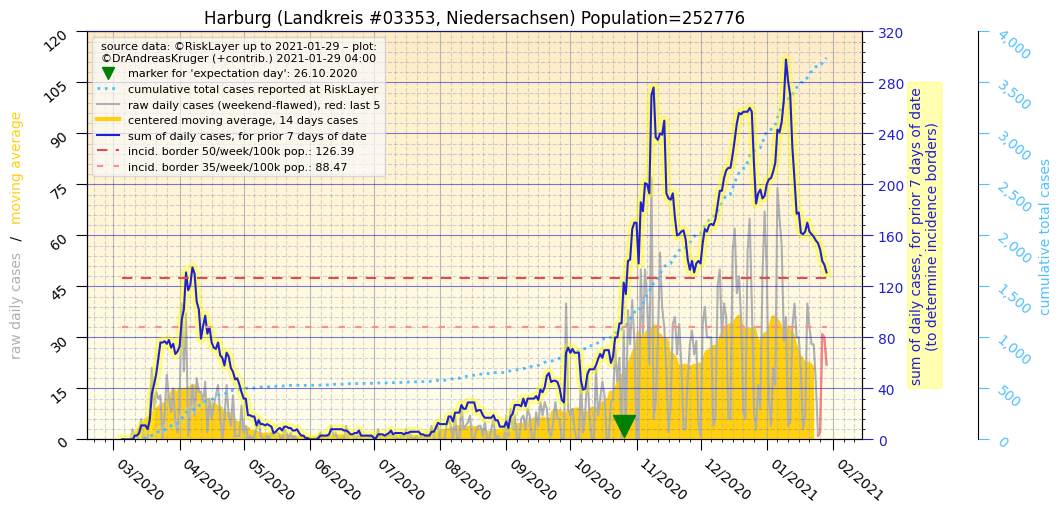 Harburg (Landkreis #03353, Niedersachsen) Population=252776
source data: ©RiskLayer up to 2021-01-29 – plot:
©DrAndreasKruger (+contrib.) 2021-01-29 04:00
marker for 'expectation day': 26.10.2020
cumulative total cases reported at RiskLayer
raw daily cases (weekend-flawed), red: last 5
centered moving average, 14 days cases
sum of daily cases, for prior 7 days of date
incid. border 50/week/100k pop.: 126.39
incid. border 35/week/100k pop.: 88.47
raw daily cases / moving average
120
105
90
75
60
45
30
15
0
320
280
240
200
160
120
80
40
0
sum of daily cases, for prior 7 days of date
(to determine incidence borders)
4,000
3,500
3,000
2,500
2,000
1,500
1,000
500
0
cumulative total cases
03/2020
04/2020
05/2020
06/2020
07/2020
08/2020
09/2020
10/2020
11/2020
12/2020
01/2021
02/2021